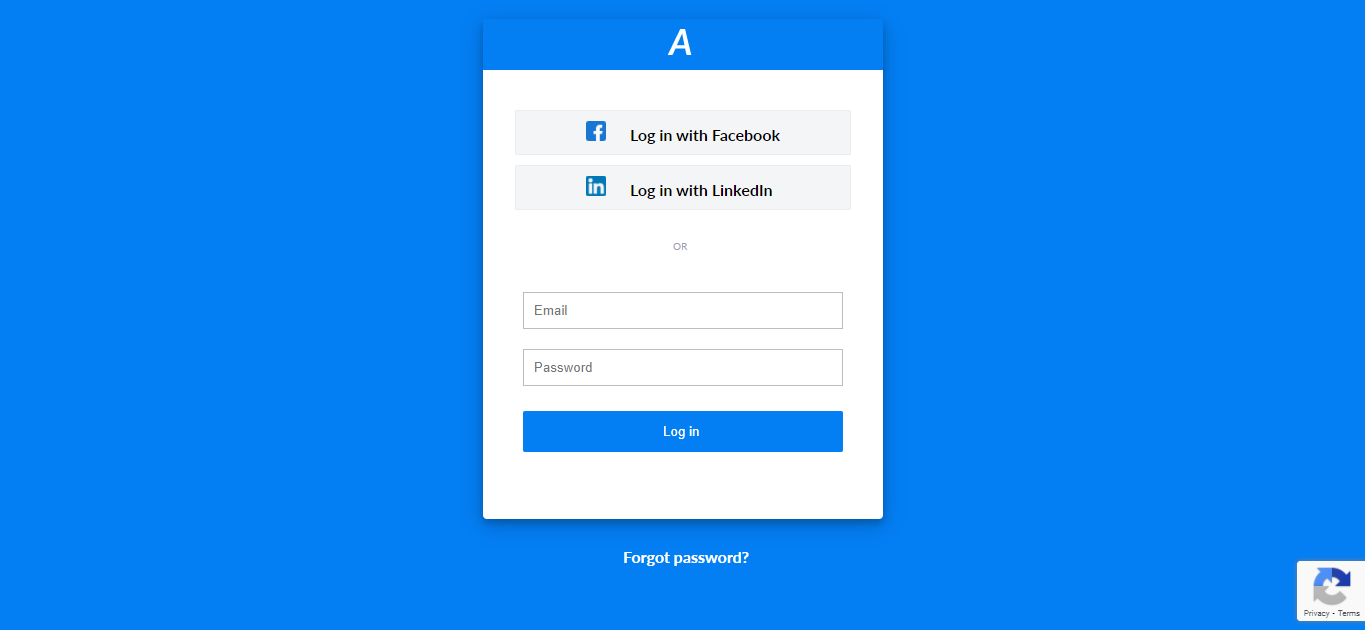 A
Log in with Facebook
Log in with LinkedIn
OR
Email
Password
Log in
Forgot password?
Privacy - Terms